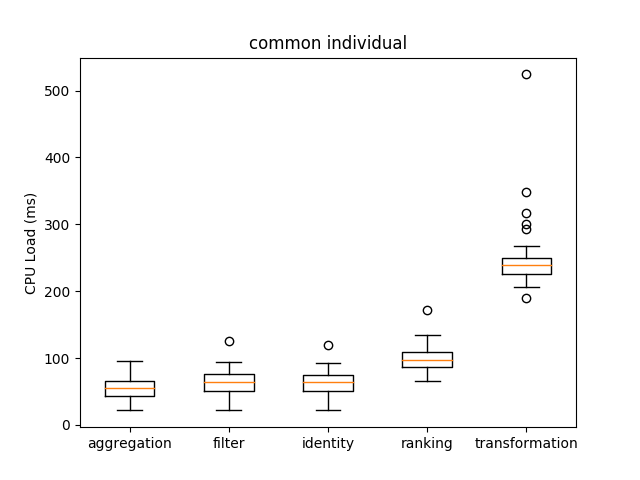 common individual
CPU Load (ms)
500
400
300
200
100
0
aggregation filter identity ranking transformation